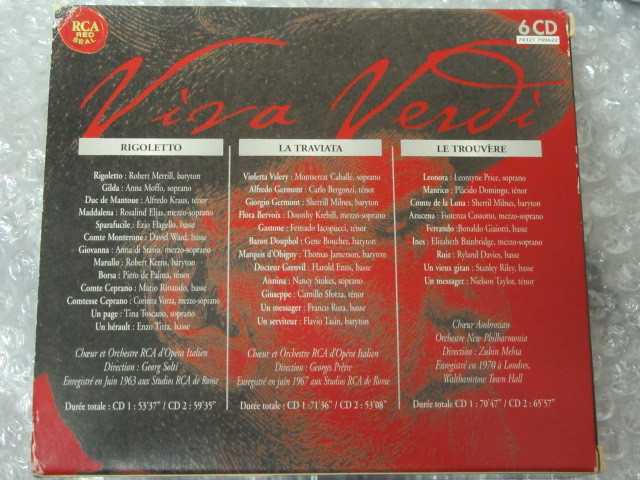 RCA
RED
SEAL
6 CD
74321 799622
Viva Verdi
RIGOLETTO
Rigoletto : Robert Merrill, baryton
Gilda : Anna Moffo, soprano
Duc de Mantoue : Alfredo Kraus, ténor
Maddalena : Rosalind Elias, mezzo-soprano
Sparafucile : Ezio Flagello, basse
Comte Monterone : David Ward, basse
Giovanna : Anna di Stasio, mezzo-soprano
Marullo : Robert Kerns, baryton
Borsa : Piero de Palma, ténor
Comte Ceprano : Mario Rinaudo, basse
Comtesse Ceprano : Corinna Vozza, mezzo-soprano
Un page : Tina Toscano, soprano
Un hérault : Enzo Titta, basse
Chœur et Orchestre RCA d'Opéra Italien
Direction : Georg Solti
Enregistré en juin 1963 aux Studios RCA de Rome
Durée totale : CD 1 : 53'37" / CD 2 : 59'35"
LA TRAVIATA
Violetta Valery : Montserrat Caballé, soprano
Alfredo Germont : Carlo Bergonzi, ténor
Giorgio Germont : Sherrill Milnes, baryton
Flora Bervoix : Dorothy Krebill, mezzo-soprano
Gastone : Fernando Iacopucci, ténor
Baron Douphol : Gene Boucher, baryton
Marquis d'Obigny : Thomas Jamerson, baryton
Docteur Grenvil : Harold Enns, basse
Annina : Nancy Stokes, soprano
Giuseppe : Camillo Sforza, ténor
Un messager : Franco Ruta, basse
Un serviteur : Flavio Tasin, baryton
Chœur et Orchestre RCA d'Opéra Italien
Direction : Georges Prêtre
Enregistré en juin 1967 aux Studios RCA de Rome
Durée totale : CD 1 :71'36" / CD 2 : 53'08"
LE TROUVÈRE
Leonora : Leontyne Price, soprano
Manrico : Plácido Domingo, ténor
Comte de la Luna : Sherrill Milnes, baryton
Azucena : Fiorenza Cossotto, mezzo-soprano
Ferrando :Bonaldo Giaiotti, basse
Ines : Elizabeth Bainbridge, mezzo-soprano
Ruiz : Ryland Davies, basse
Un vieux gitan : Stanley Riley, basse
Un messager : Nielson Taylor, ténor
Chœur Ambrosian
Orchestre New Philharmonia
Direction : Zubin Mehta
Enregistré en 1970 à Londres,
Walthamstow Town Hall
Durée totale : CD 1 : 70'47" / CD 2 : 65'57"